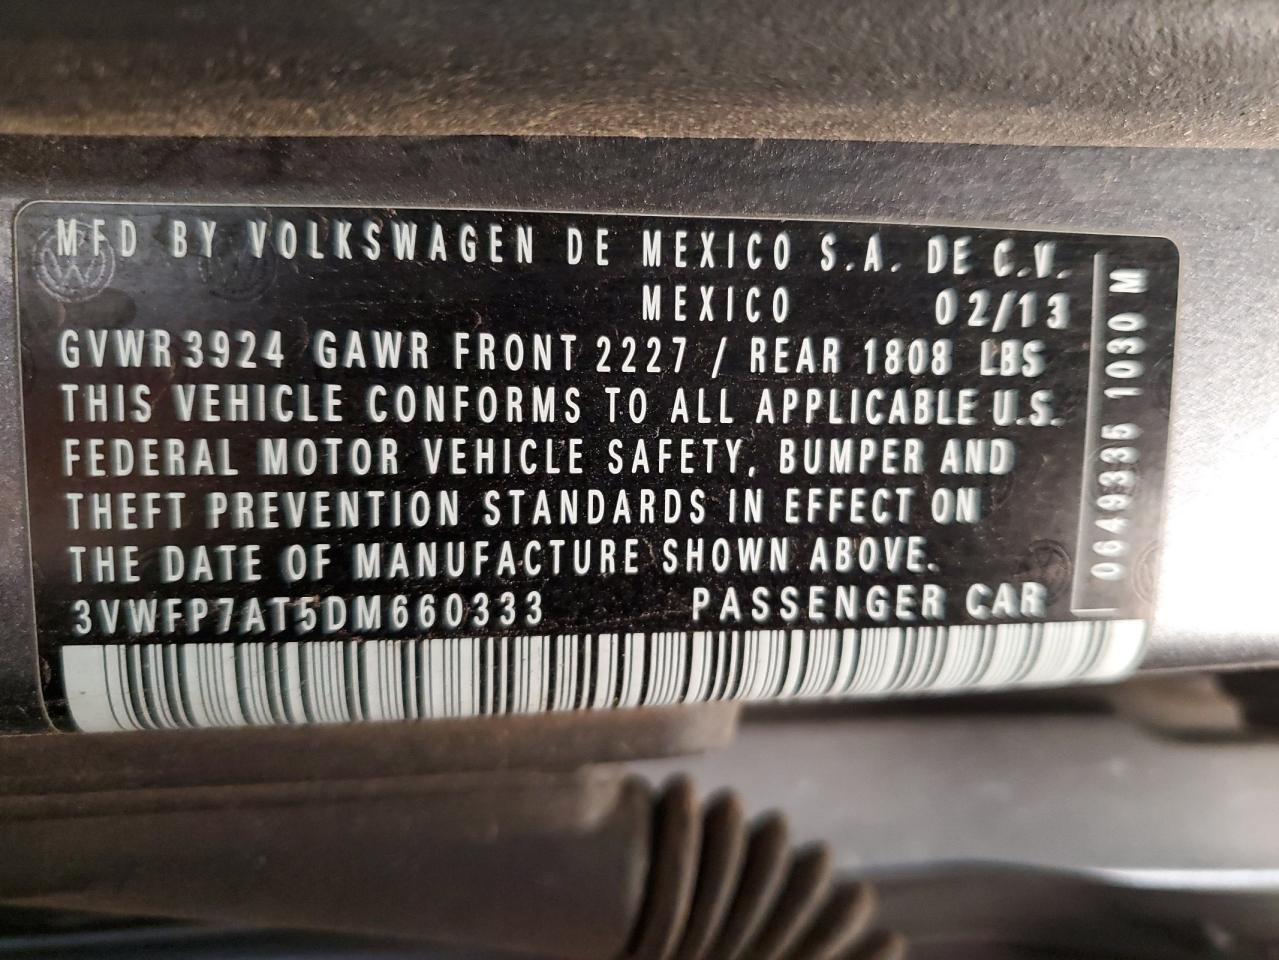 MFD BY VOLKSWAGEN DE MEXICO S.A. DE C.V.
MEXICO 02/13
GVWR 3924 GAWR FRONT 2227 / REAR 1808 LBS
THIS VEHICLE CONFORMS TO ALL APPLICABLE U.S.
FEDERAL MOTOR VEHICLE SAFETY, BUMPER AND
THEFT PREVENTION STANDARDS IN EFFECT ON
THE DATE OF MANUFACTURE SHOWN ABOVE.
3VWFP7AT5DM660333 PASSENGER CAR
0649335 1030 M